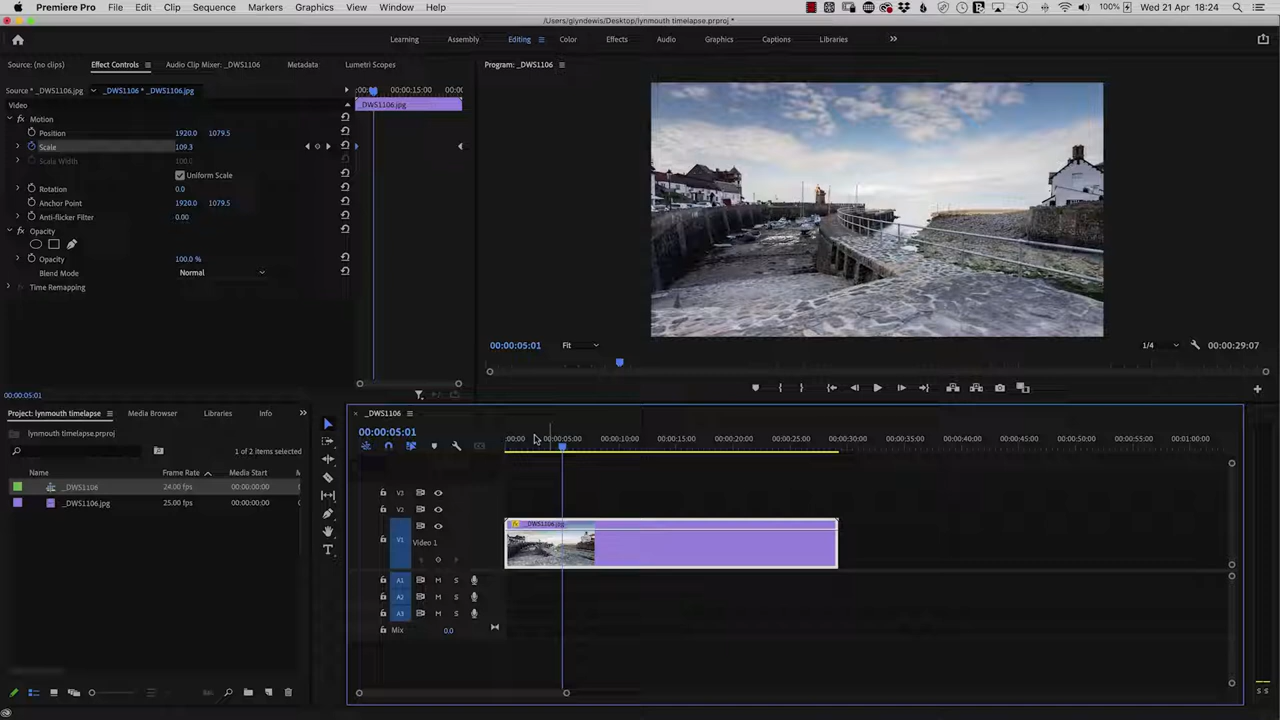 Premiere Pro File Edit Clip Sequence Markers Graphics View Window Help 100% Wed 21 Apr 18:24
/Users/glyndewis/Desktop/lynmouth timelapse.prproj *
Learning Assembly Editing Color Effects Audio Graphics Captions Libraries
Source: (no clips) Effect Controls Audio Clip Mixer: _DWS1106 Metadata Lumetri Scopes Program: _DWS1106
Source * _DWS1106.jpg _DWS1106 * _DWS1106.jpg 00:00:15:00
Video _DWS1106.jpg
fx Motion
Position 1920.0 1079.5
Scale 109.3
Scale Width 100.0
Uniform Scale
Rotation 0.0
Anchor Point 1920.0 1079.5
Anti-flicker Filter 0.00
fx Opacity
Opacity 100.0 %
Blend Mode Normal
Time Remapping
00:00:05:01 Fit 1/4 00:00:29:07
00:00:05:01
Project: lynmouth timelapse Media Browser Libraries Info
lynmouth timelapse.prproj
1 of 2 items selected
Name Frame Rate Media Start
_DWS1106 24.00 fps 00:00:00:00
_DWS1106.jpg 25.00 fps 00:00:00:00
_DWS1106
00:00:05:01
:00:00 00:00:05:00 00:00:10:00 00:00:15:00 00:00:20:00 00:00:25:00 00:00:30:00 00:00:35:00 00:00:40:00 00:00:45:00 00:00:50:00 00:00:55:00 00:01:00:00
V3
V2
fx _DWS1106.jpg
V1 Video 1
A1 M S
A2 M S
A3 M S
Mix 0.0
S S